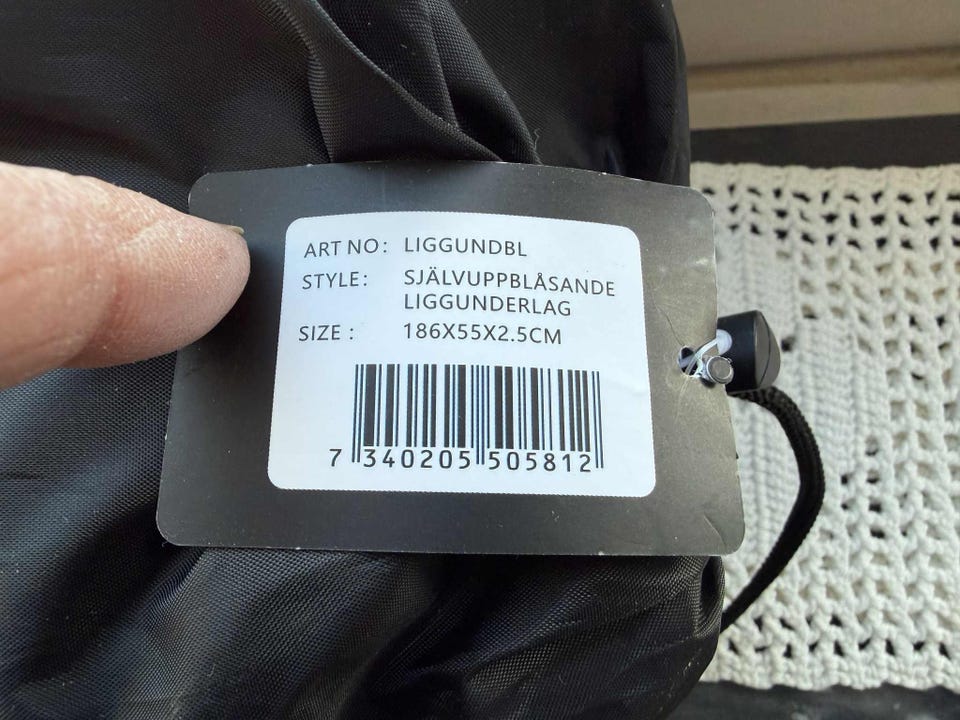 ART NO: LIGGUNDBL
STYLE: SJÄLVUPPBLÅSANDE
LIGGUNDERLAG
SIZE : 186X55X2.5CM
7 340205 505812